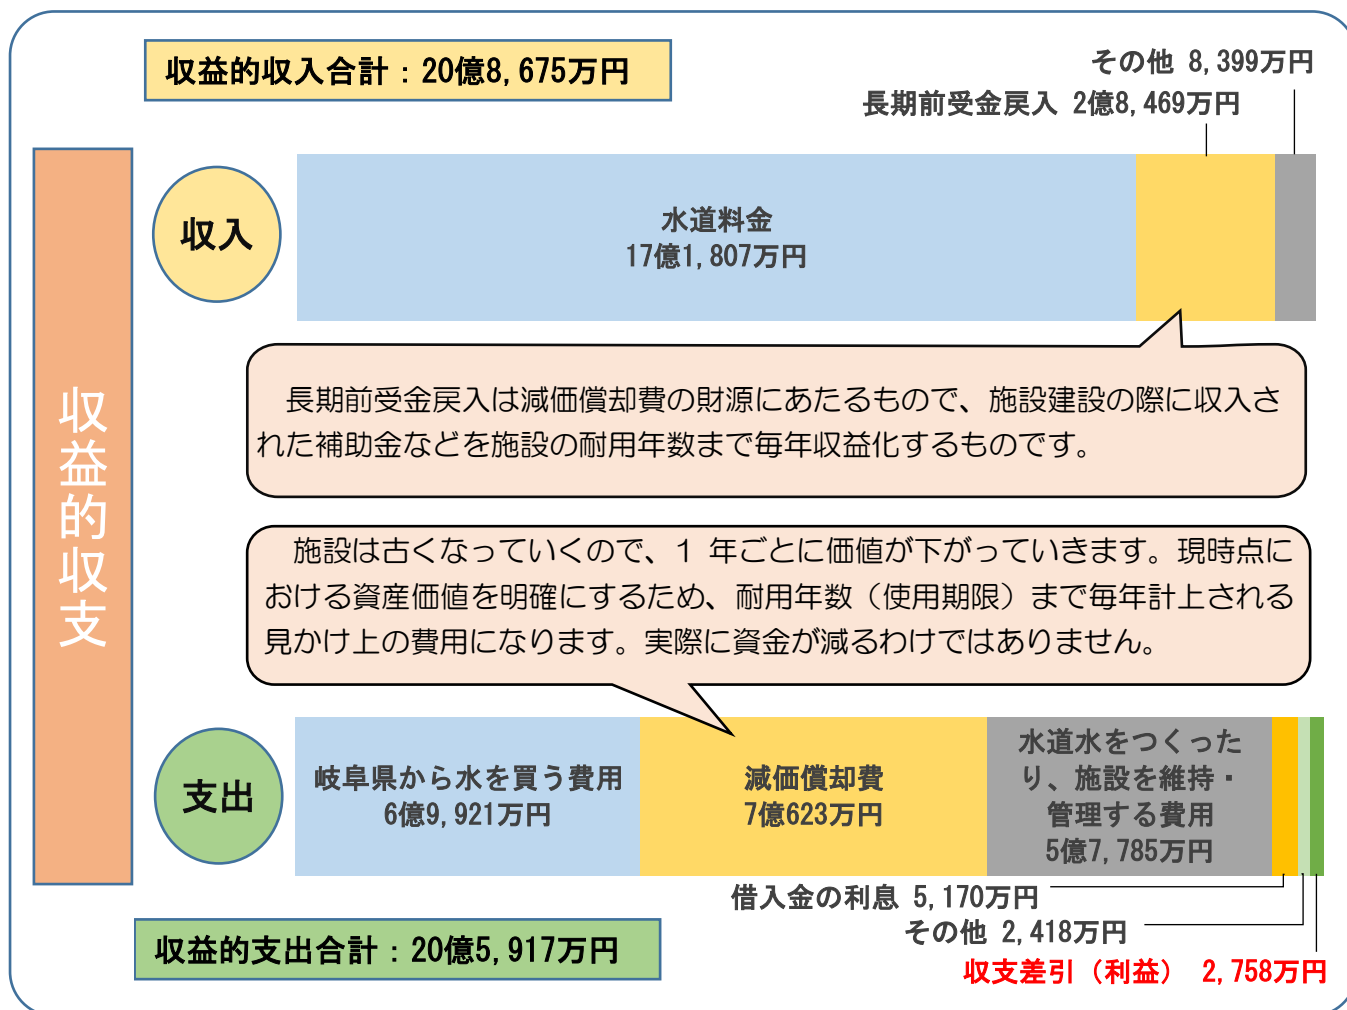 収益的収入合計：20億8,675万円
その他 8,399万円
長期前受金戻入 2億8,469万円
収益的収支
収入
水道料金
17億1,807万円
長期前受金戻入は減価償却費の財源にあたるもので、施設建設の際に収入さ
れた補助金などを施設の耐用年数まで毎年収益化するものです。
施設は古くなっていくので、1 年ごとに価値が下がっていきます。現時点に
おける資産価値を明確にするため、耐用年数（使用期限）まで毎年計上される
見かけ上の費用になります。実際に資金が減るわけではありません。
支出
岐阜県から水を買う費用
6億9,921万円
減価償却費
7億623万円
水道水をつくった
り、施設を維持・
管理する費用
5億7,785万円
借入金の利息 5,170万円
その他 2,418万円
収支差引（利益） 2,758万円
収益的支出合計：20億5,917万円